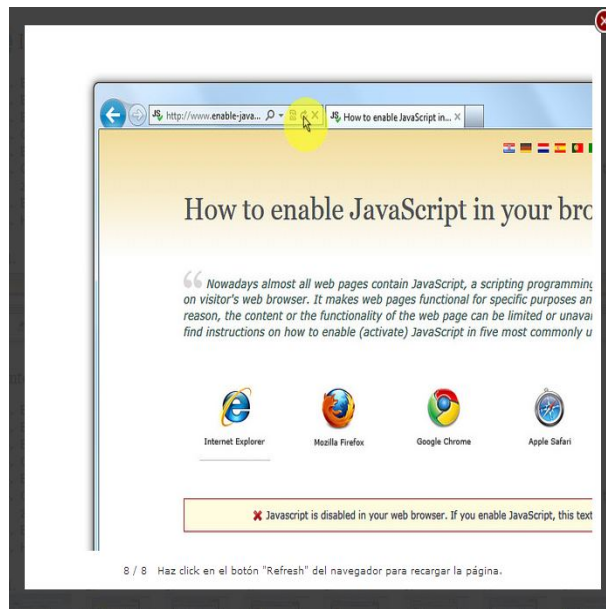 http://www.enable-java...
How to enable JavaScript in...
How to enable JavaScript in your bro
Nowadays almost all web pages contain JavaScript, a scripting programming
on visitor's web browser. It makes web pages functional for specific purposes an
reason, the content or the functionality of the web page can be limited or unavai
find instructions on how to enable (activate) JavaScript in five most commonly u
Internet Explorer
Mozilla Firefox
Google Chrome
Apple Safari
Javascript is disabled in your web browser. If you enable JavaScript, this text
8 / 8 Haz click en el botón "Refresh" del navegador para recargar la página.